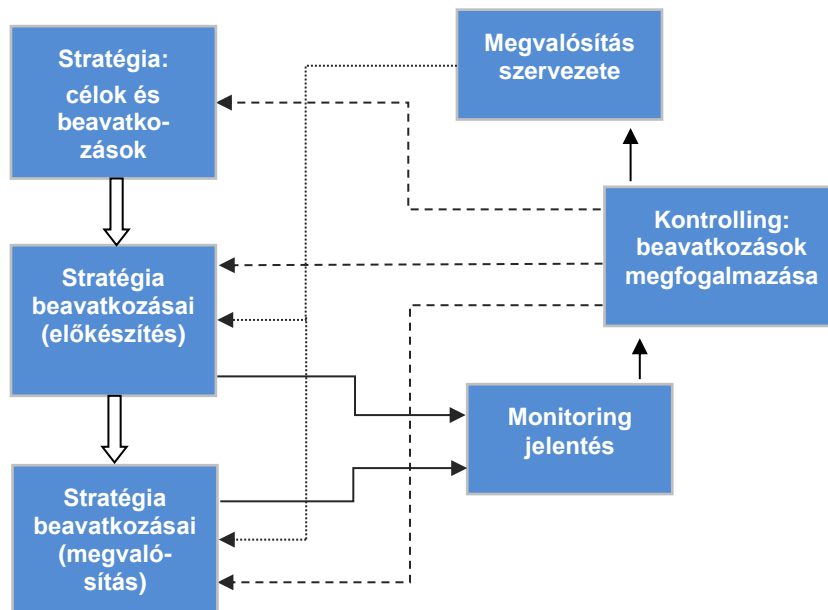 Stratégia:
célok és
beavatko-
zások
Megvalósítás
szervezete
Kontrolling:
beavatkozások
megfogalmazása
Stratégia
beavatkozásai
(előkészítés)
Monitoring
jelentés
Stratégia
beavatkozásai
(megvaló-
sítás)